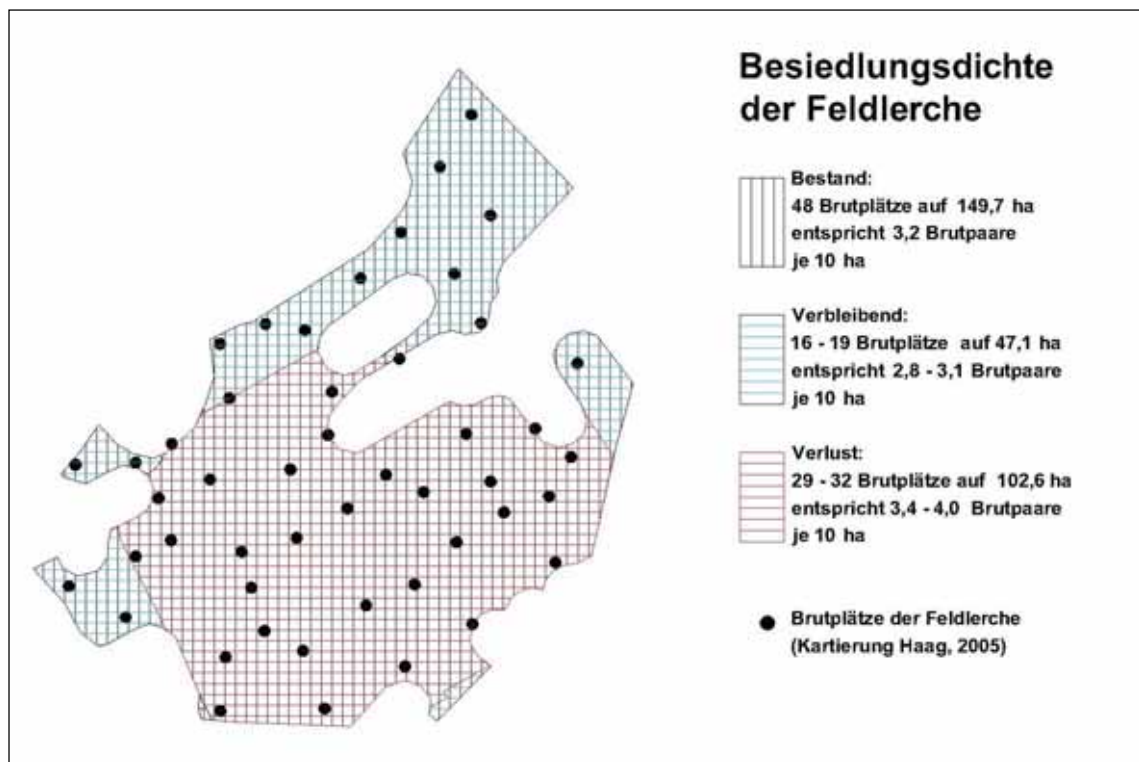 Besiedlungsdichte
der Feldlerche
Bestand:
48 Brutplätze auf 149,7 ha
entspricht 3,2 Brutpaare
je 10 ha
Verbleibend:
16 - 19 Brutplätze auf 47,1 ha
entspricht 2,8 - 3,1 Brutpaare
je 10 ha
Verlust:
29 - 32 Brutplätze auf 102,6 ha
entspricht 3,4 - 4,0 Brutpaare
je 10 ha
Brutplätze der Feldlerche
(Kartierung Haag, 2005)